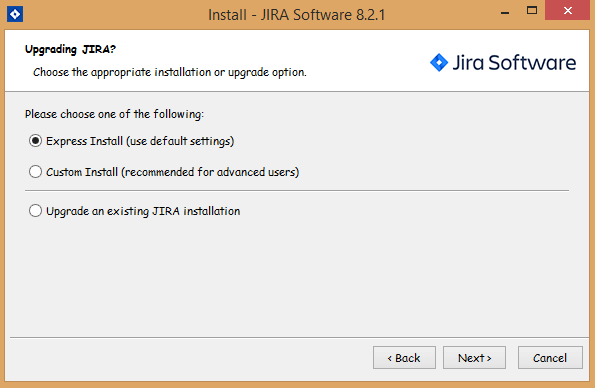 Install - JIRA Software 8.2.1
Upgrading JIRA?
Choose the appropriate installation or upgrade option.
Jira Software
Please choose one of the following:
Express Install (use default settings)
Custom Install (recommended for advanced users)
Upgrade an existing JIRA installation
< Back Next > Cancel